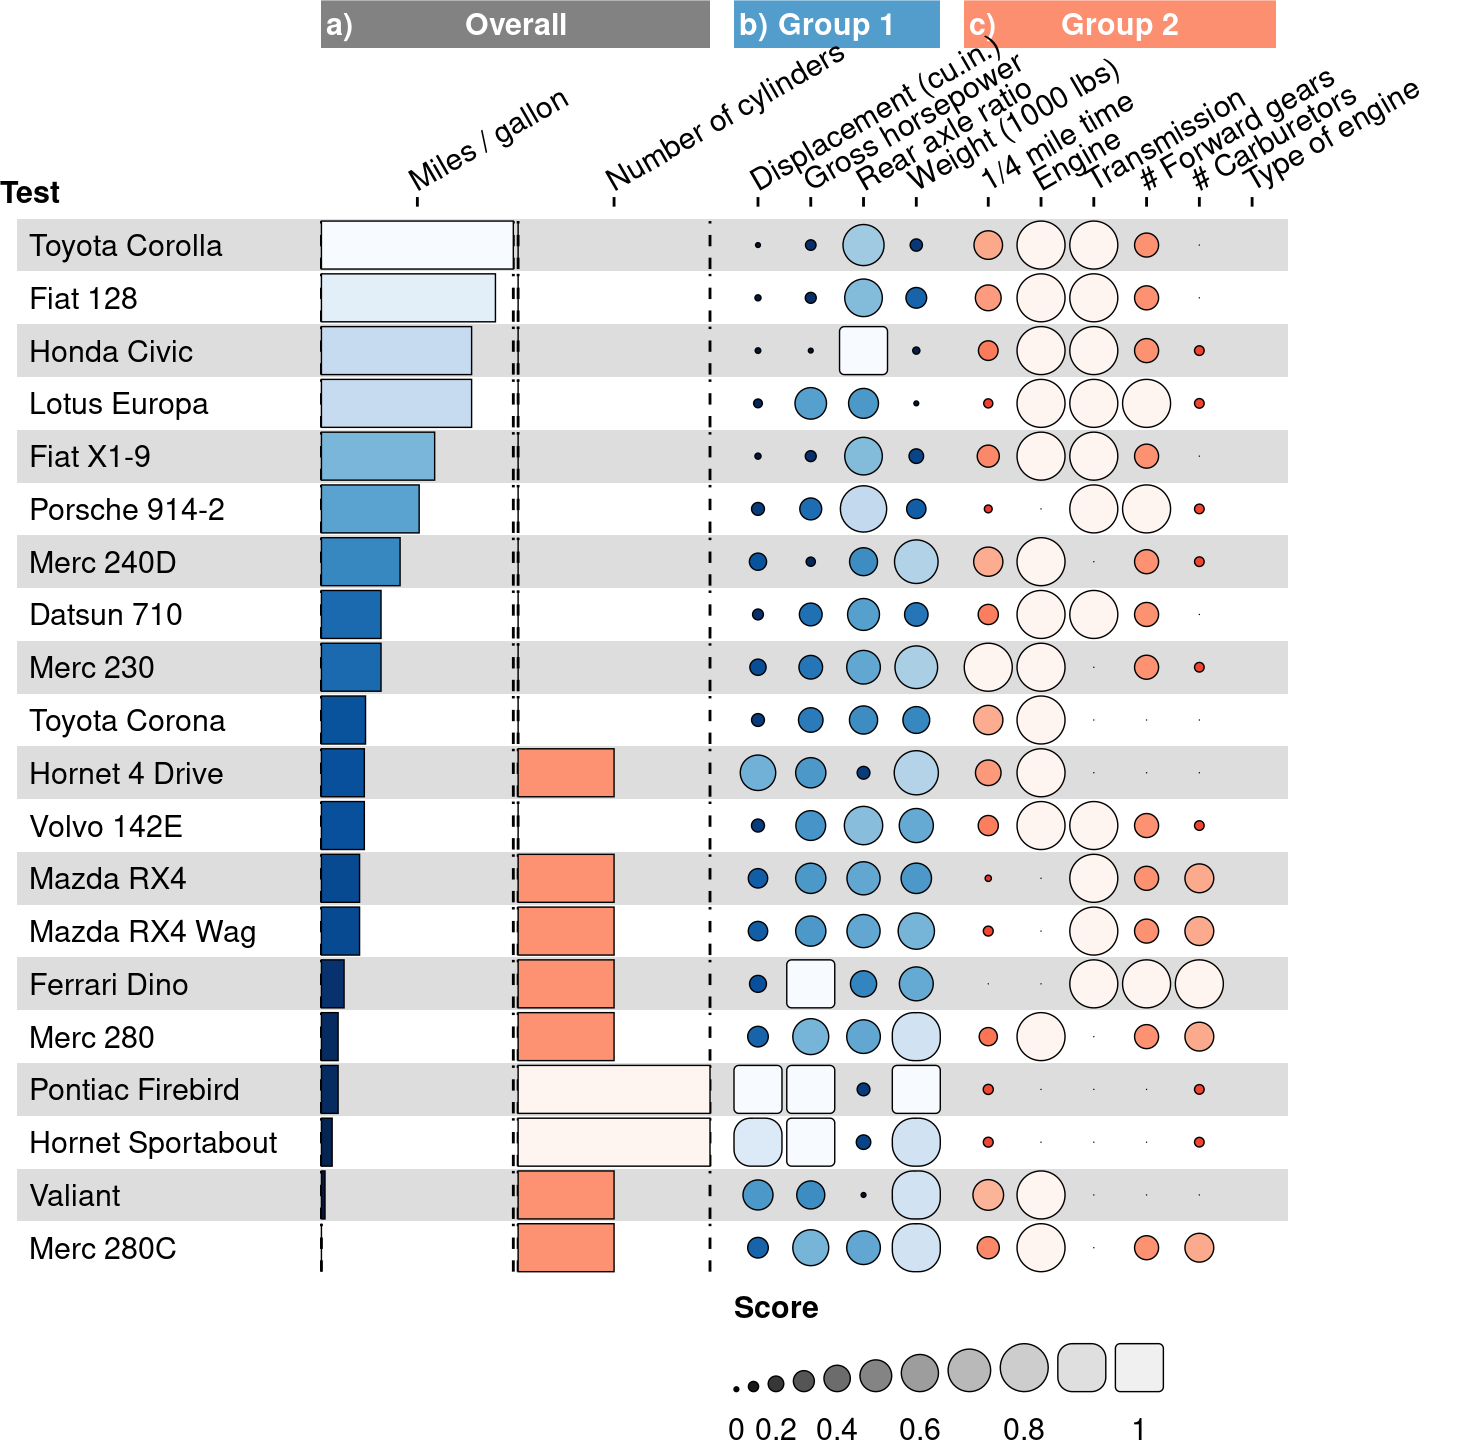 a) Overall b) Group 1 c) Group 2
Miles / gallon
Number of cylinders
Displacement (cu.in.)
Gross horsepower
Rear axle ratio
Weight (1000 lbs)
1/4 mile time
Engine
Transmission
# Forward gears
# Carburetors
Type of engine
Test
Toyota Corolla
Fiat 128
Honda Civic
Lotus Europa
Fiat X1-9
Porsche 914-2
Merc 240D
Datsun 710
Merc 230
Toyota Corona
Hornet 4 Drive
Volvo 142E
Mazda RX4
Mazda RX4 Wag
Ferrari Dino
Merc 280
Pontiac Firebird
Hornet Sportabout
Valiant
Merc 280C
Score
0 0.2 0.4 0.6 0.8 1